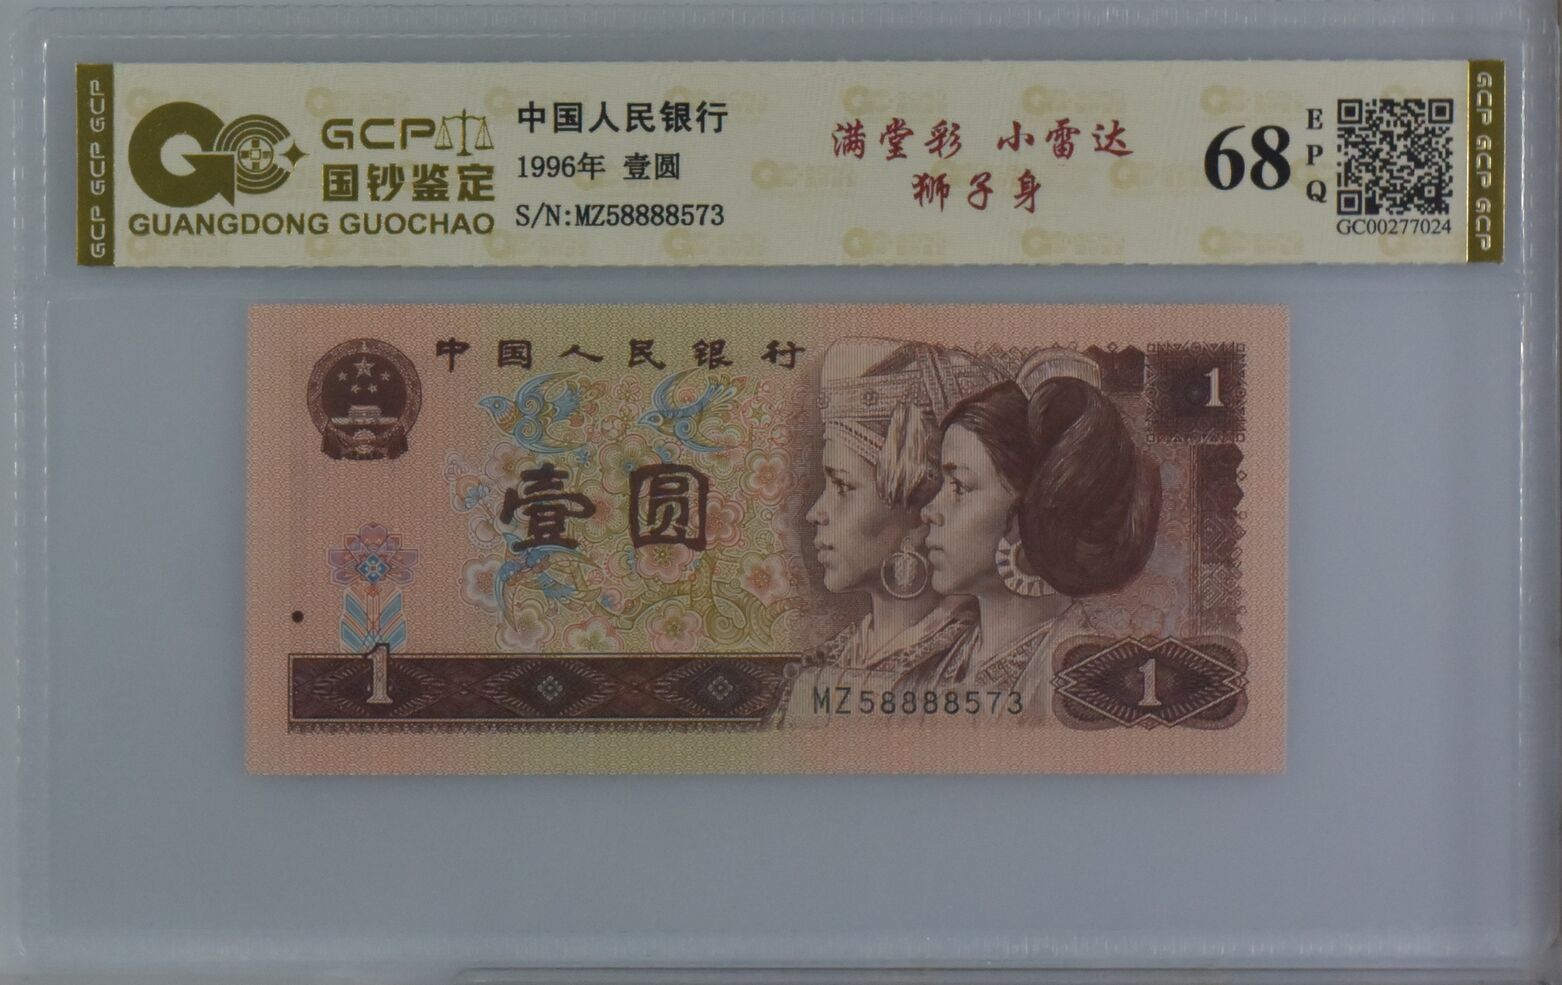 GCP GCP GCP
GCP
国钞鉴定
GUANGDONG GUOCHAO
中国人民银行
1996年 壹圆
S/N:MZ58888573
满堂彩 小雷达
狮子身
68
EPQ
GC00277024
GCP GCP GCP
中国人民银行
1
壹圆
1
1
MZ58888573